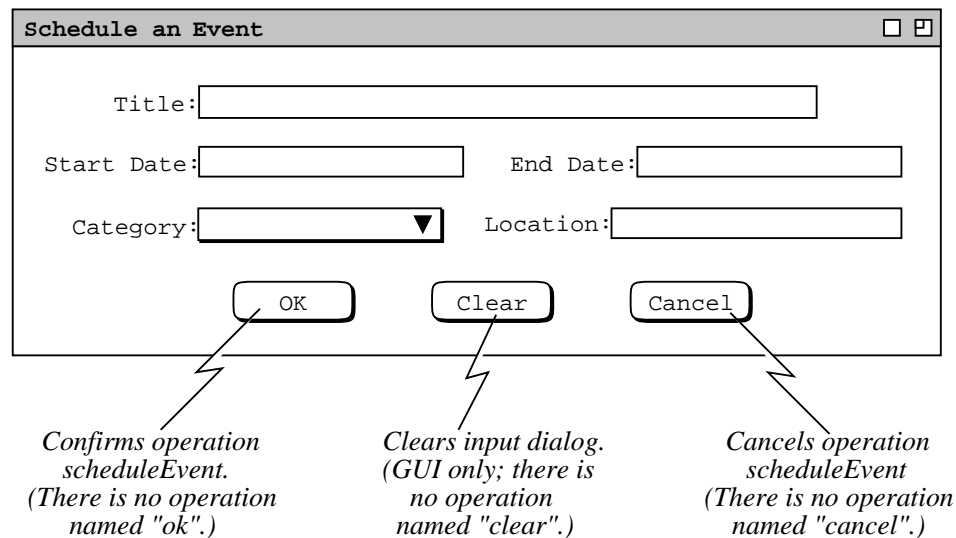 Schedule an Event
Title:
Start Date: End Date:
Category: Location:
OK Clear Cancel
Confirms operation
scheduleEvent.
(There is no operation
named "ok".)
Clears input dialog.
(GUI only; there is
no operation
named "clear".)
Cancels operation
scheduleEvent
(There is no operation
named "cancel".)